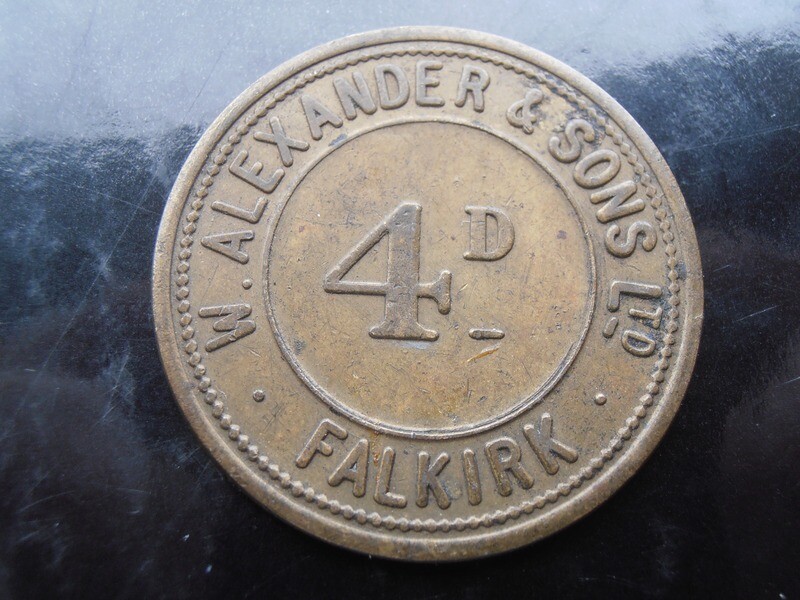 W. ALEXANDER & SONS LTD.
4D
-
FALKIRK